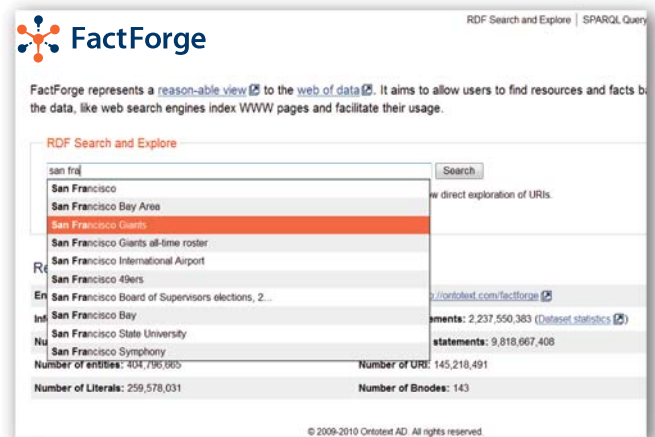 RDF Search and Explore | SPARQL Query
FactForge
FactForge represents a reason-able view to the web of data. It aims to allow users to find resources and facts ba
the data, like web search engines index WWW pages and facilitate their usage.
RDF Search and Explore
san fra
Search
San Francisco
San Francisco Bay Area
w direct exploration of URIs.
San Francisco Giants
San Francisco Giants all-time roster
San Francisco International Airport
Re
San Francisco 49ers
En
San Francisco Board of Supervisors elections, 2...
://ontotext.com/factforge
San Francisco Bay
ements: 2,237,550,383 (Dataset statistics)
San Francisco State University
Nu
statements: 9,818,667,408
San Francisco Symphony
Number of entities: 404,796,665
Number of URI: 145,218,491
Number of Literals: 259,578,031
Number of Bnodes: 143
© 2009-2010 Ontotext AD. All rights reserved.